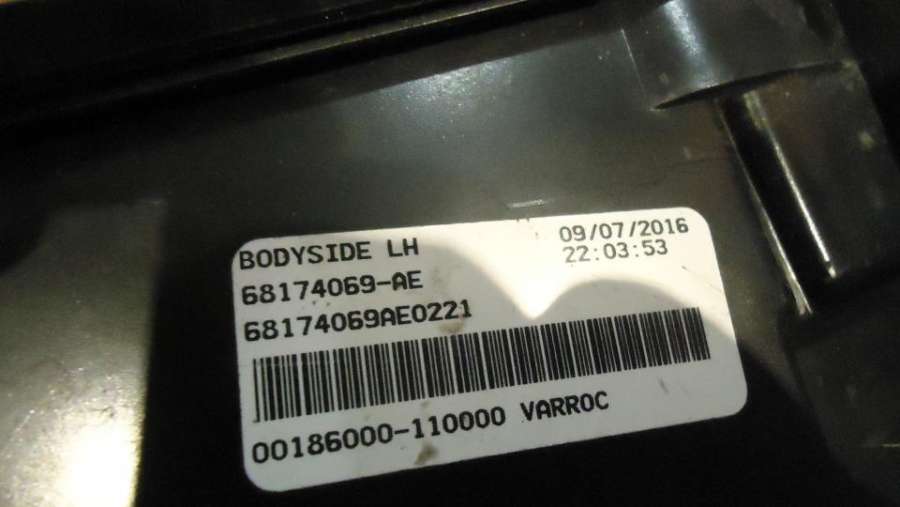 BODYSIDE LH
09/07/2016
22:03:53
68174069-AE
68174069AE0221
00186000-110000 VARROC